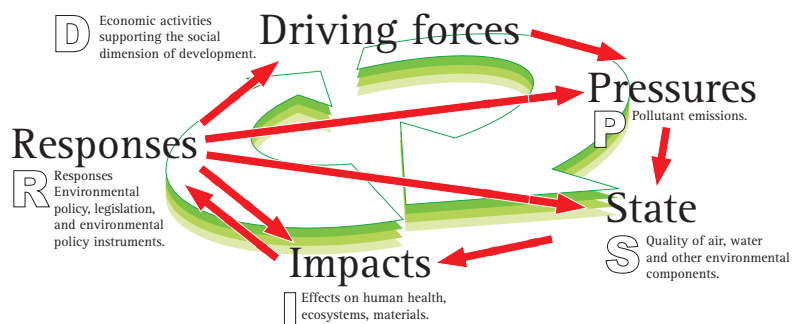 D
Economic activities
supporting the social
dimension of development.
Driving forces
Pressures
P
Pollutant emissions.
Responses
R
Responses
Environmental
policy, legislation,
and environmental
policy instruments.
State
S
Quality of air, water
and other environmental
components.
Impacts
I
Effects on human health,
ecosystems, materials.